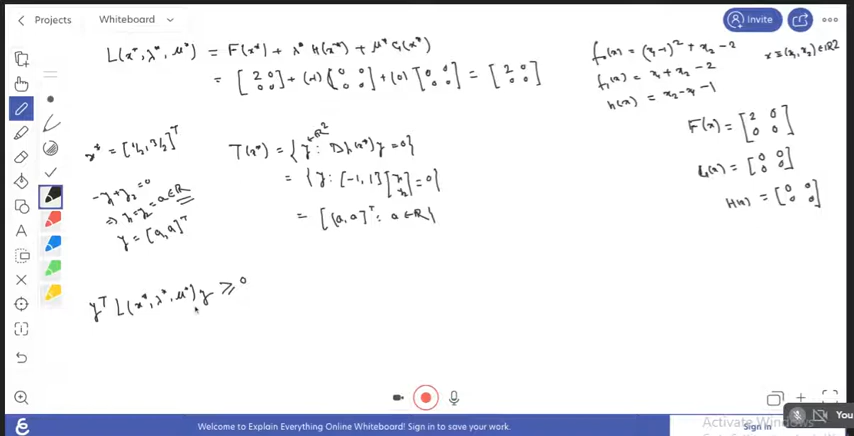 Projects
Whiteboard
Invite
L(x*, λ*, μ*) = F(x*) + λ* H(x*) + μ* G(x*)
= [2 0; 0 0] + (-1) [0 0; 0 0] + (0) [0 0; 0 0] = [2 0; 0 0]
f₀(x) = (x₁-1)² + x₂ - 2
x = (x₁, x₂) ∈ ℝ2
f₁(x) = x₁ + x₂ - 2
h(x) = x₂ - x₁ - 1
F(x) = [2 0; 0 0]
G(x) = [0 0; 0 0]
H(x) = [0 0; 0 0]
x* = [½, 3/2]ᵀ
T(x*) = { y ∈ ℝ² : Dh(x*) y = 0 }
= { y: [-1, 1] [y₁; y₂] = 0 }
= [(a, a)ᵀ : a ∈ ℝ}
-y₁ + y₂ = 0
⇒ y₁ = y₂ = a ∈ ℝ
y = [a, a]ᵀ
yᵀ L(x*, λ*, μ*) y ≥ 0
Welcome to Explain Everything Online Whiteboard! Sign in to save your work.
Activate Windows
Sign in
You